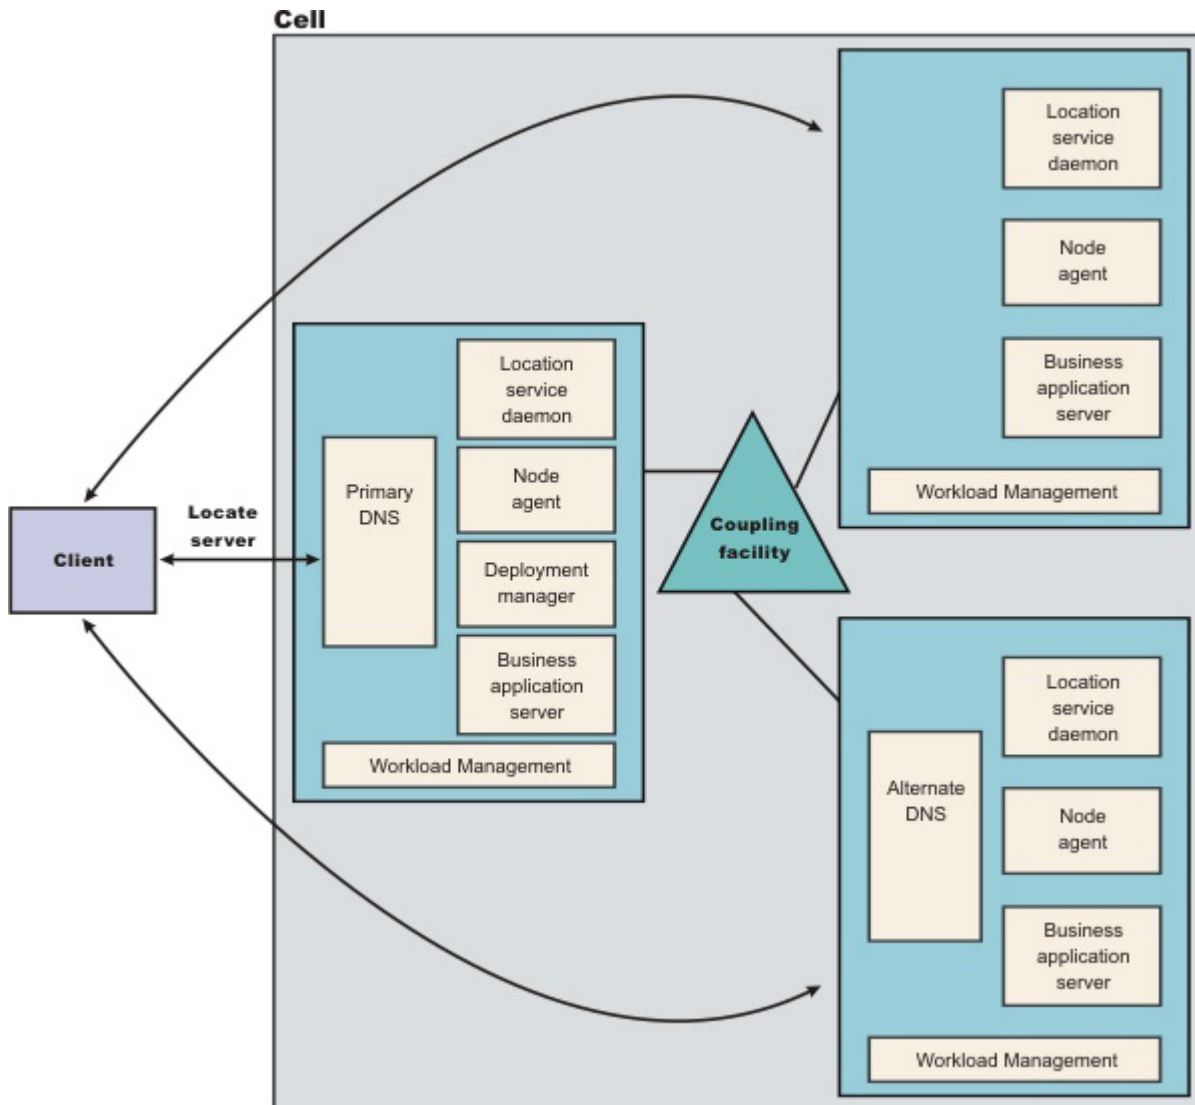 Cell
Location
service
daemon
Node
agent
Business
application
server
Workload Management
Location
service
daemon
Primary
DNS
Node
agent
Deployment
manager
Business
application
server
Workload Management
Locate
server
Client
Coupling
facility
Location
service
daemon
Alternate
DNS
Node
agent
Business
application
server
Workload Management